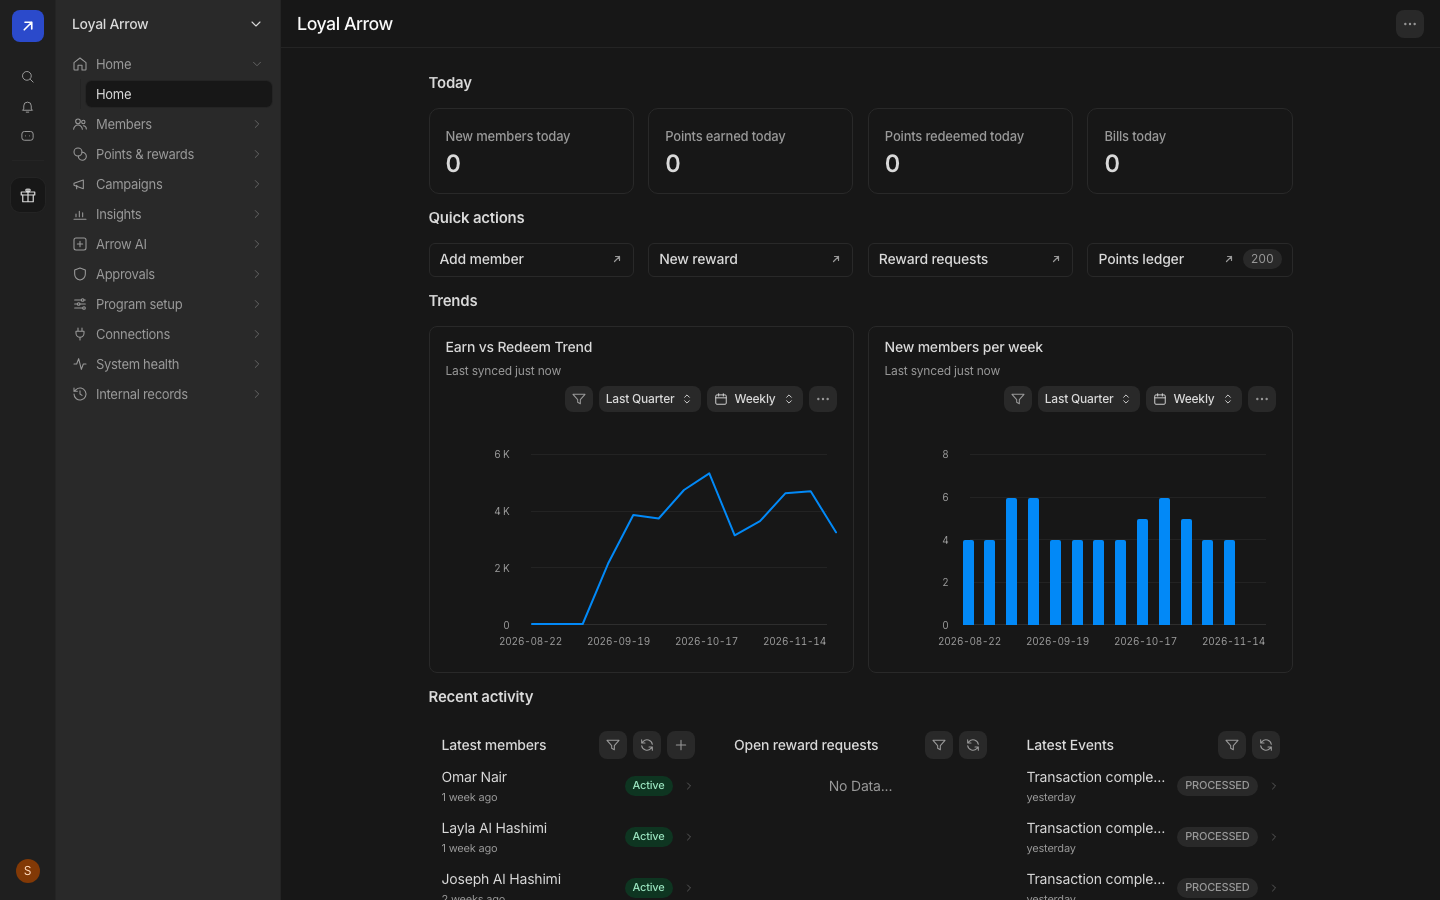 Loyal Arrow
Loyal Arrow
Home
Home
Members
Points & rewards
Campaigns
Insights
Arrow AI
Approvals
Program setup
Connections
System health
Internal records
S
Today
New members today
0
Points earned today
0
Points redeemed today
0
Bills today
0
Quick actions
Add member
New reward
Reward requests
Points ledger 200
Trends
Earn vs Redeem Trend
Last synced just now
Last Quarter Weekly
6 K
4 K
2 K
0
2026-08-22 2026-09-19 2026-10-17 2026-11-14
New members per week
Last synced just now
Last Quarter Weekly
8
6
4
2
0
2026-08-22 2026-09-19 2026-10-17 2026-11-14
Recent activity
Latest members
Omar Nair Active
1 week ago
Layla Al Hashimi Active
1 week ago
Joseph Al Hashimi Active
2 weeks ago
Open reward requests
No Data...
Latest Events
Transaction comple... PROCESSED
yesterday
Transaction comple... PROCESSED
yesterday
Transaction comple... PROCESSED
yesterday